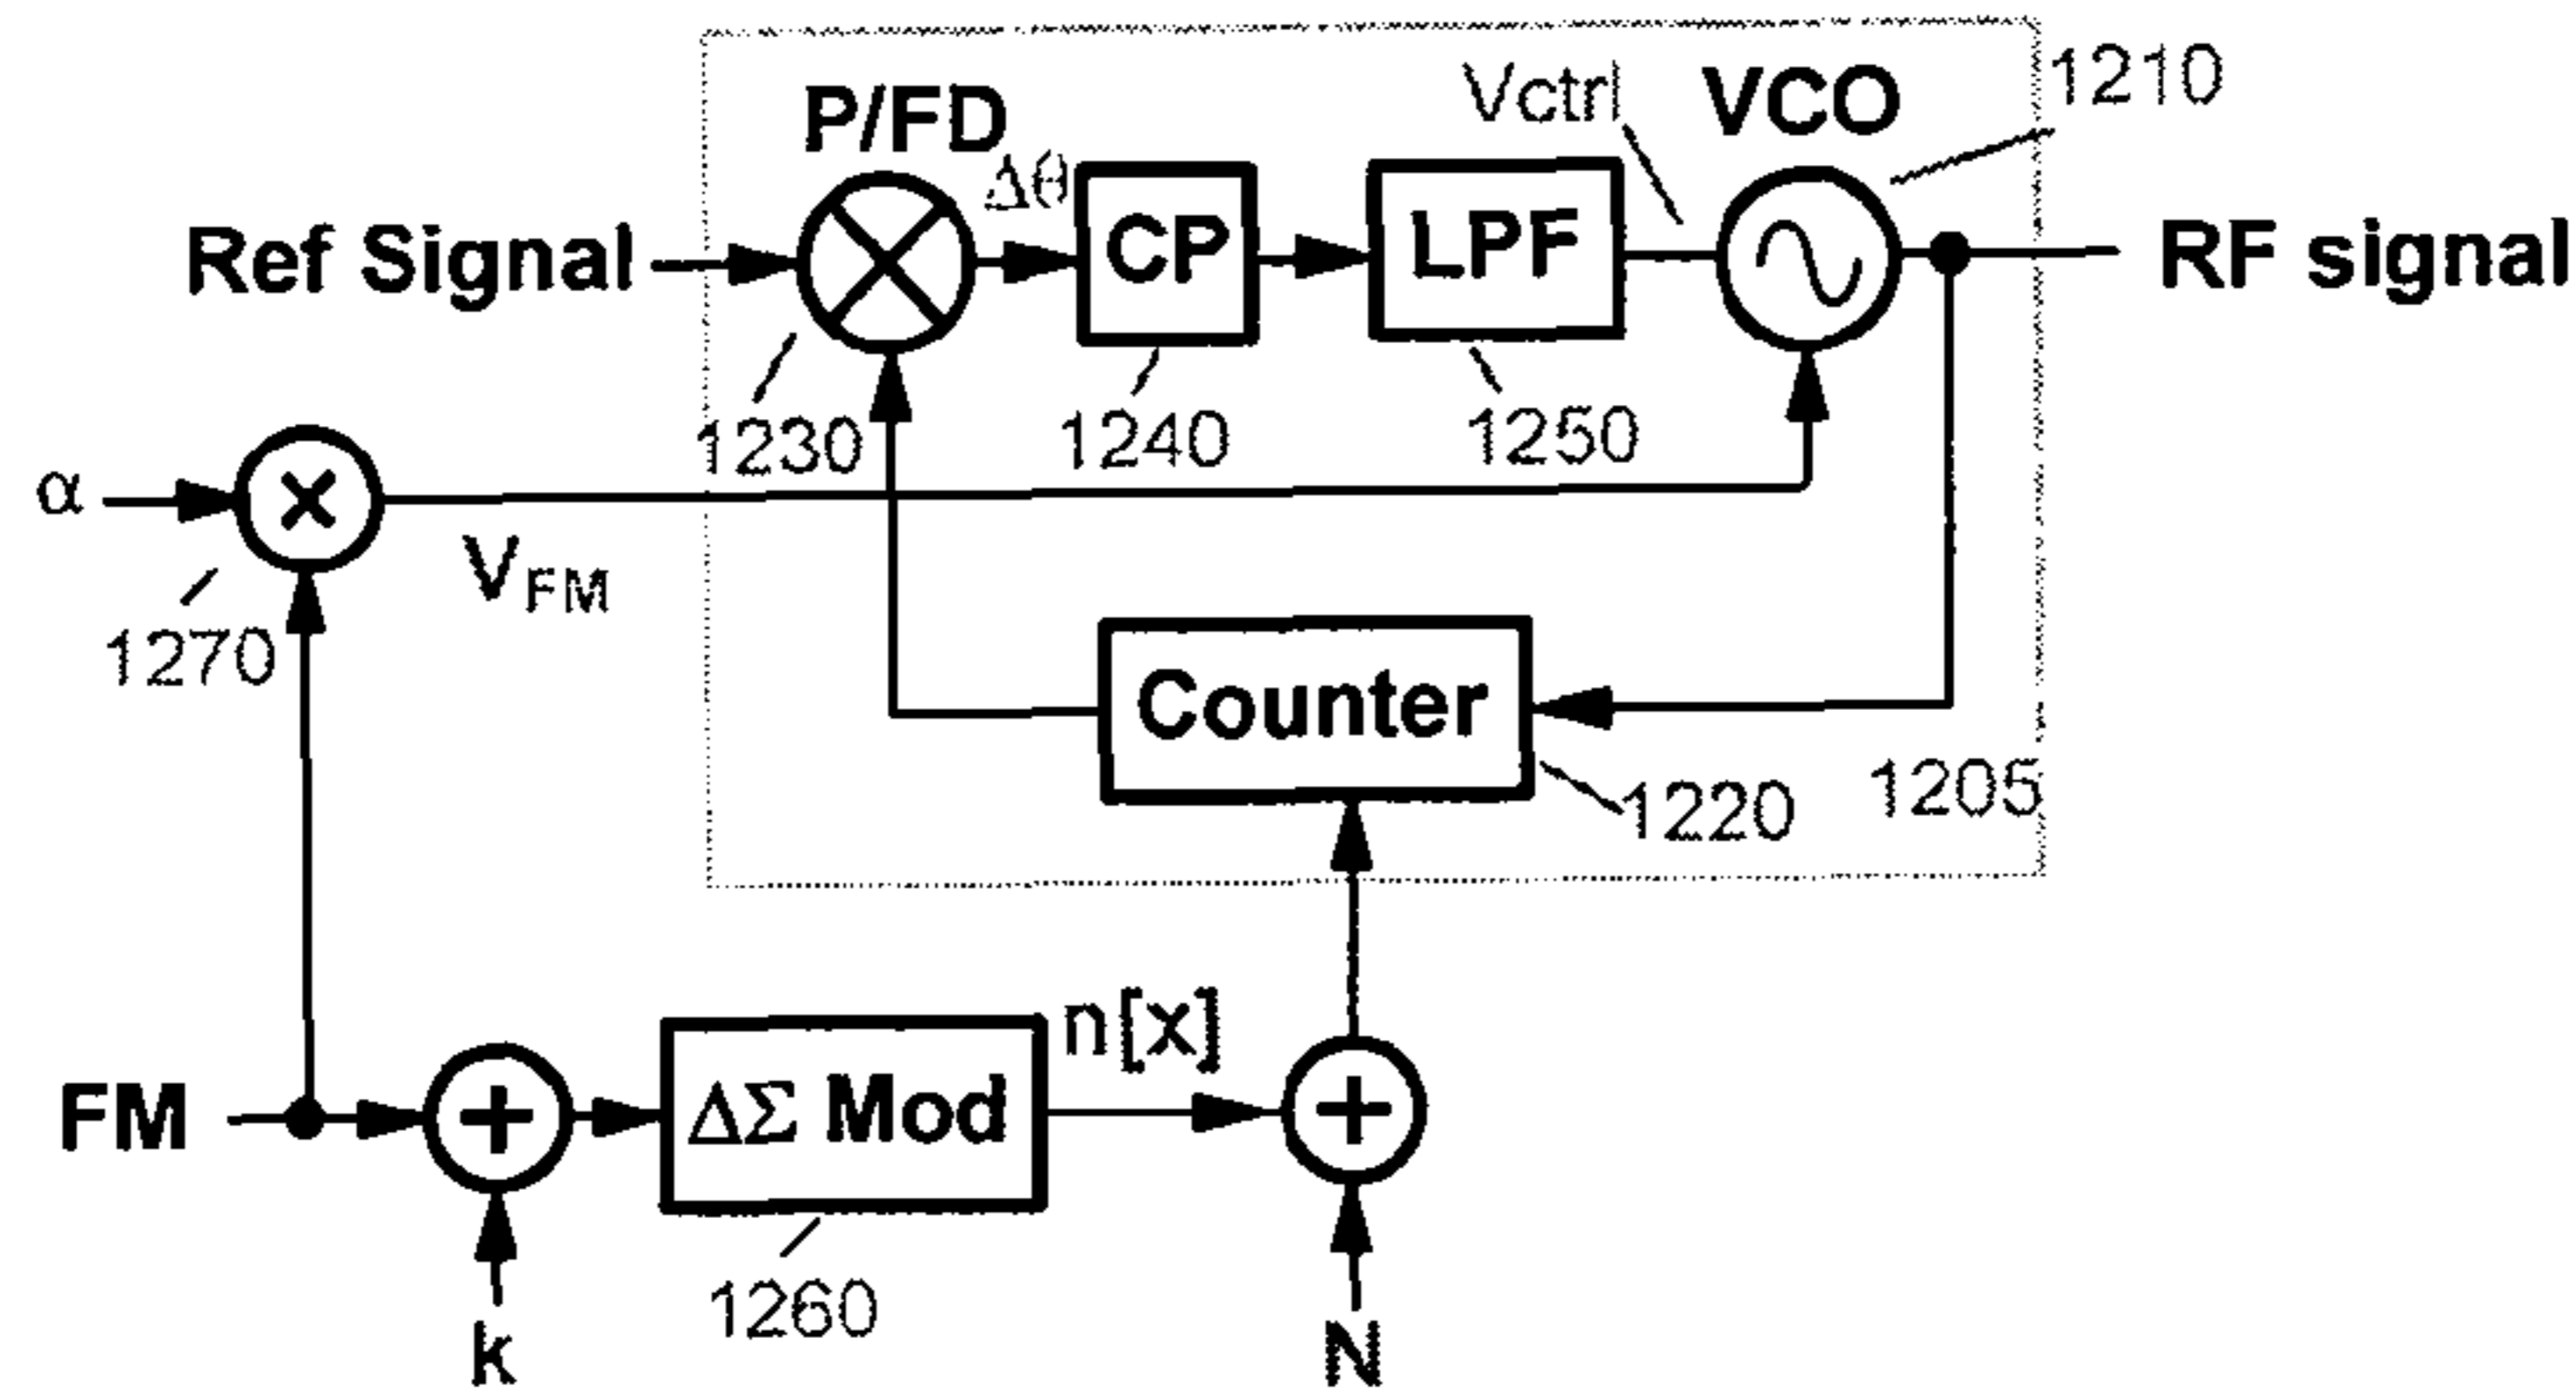 P/FD
Δθ
Vctrl
VCO
1210
Ref Signal
CP
LPF
RF signal
1230
1240
1250
α
V_FM
1270
Counter
1220
1205
FM
ΔΣ Mod
n[x]
1260
k
N